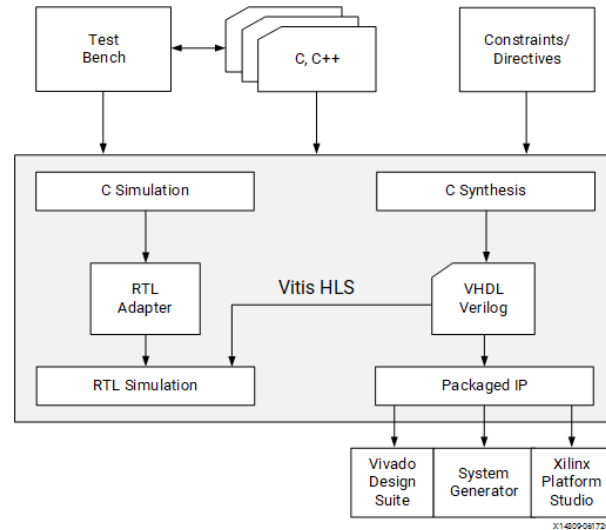 Test
Bench
C, C++
Constraints/
Directives
C Simulation
C Synthesis
RTL
Adapter
Vitis HLS
VHDL
Verilog
RTL Simulation
Packaged IP
Vivado
Design
Suite
System
Generator
Xilinx
Platform
Studio